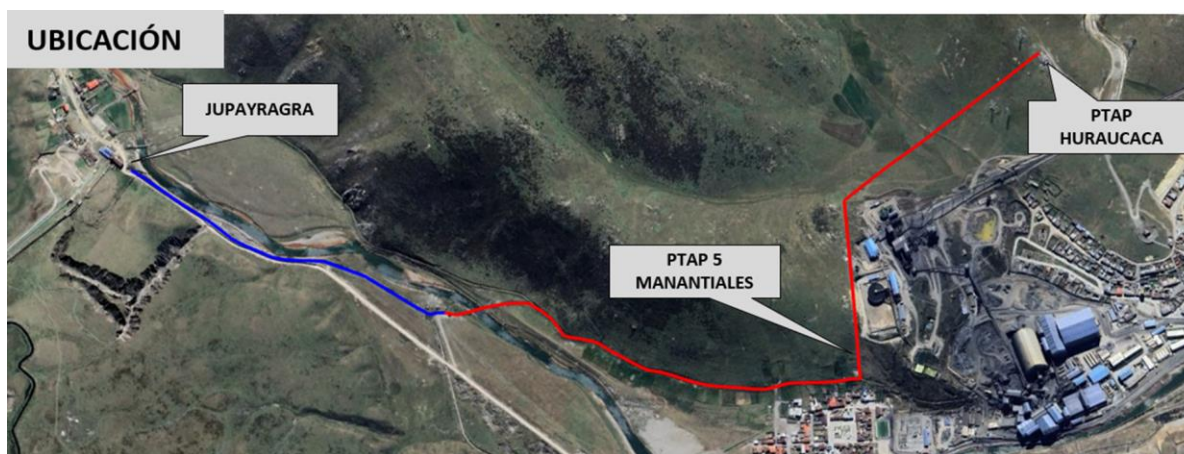 UBICACIÓN
JUPAYRAGRA
PTAP
HURAUCACA
PTAP 5
MANANTIALES